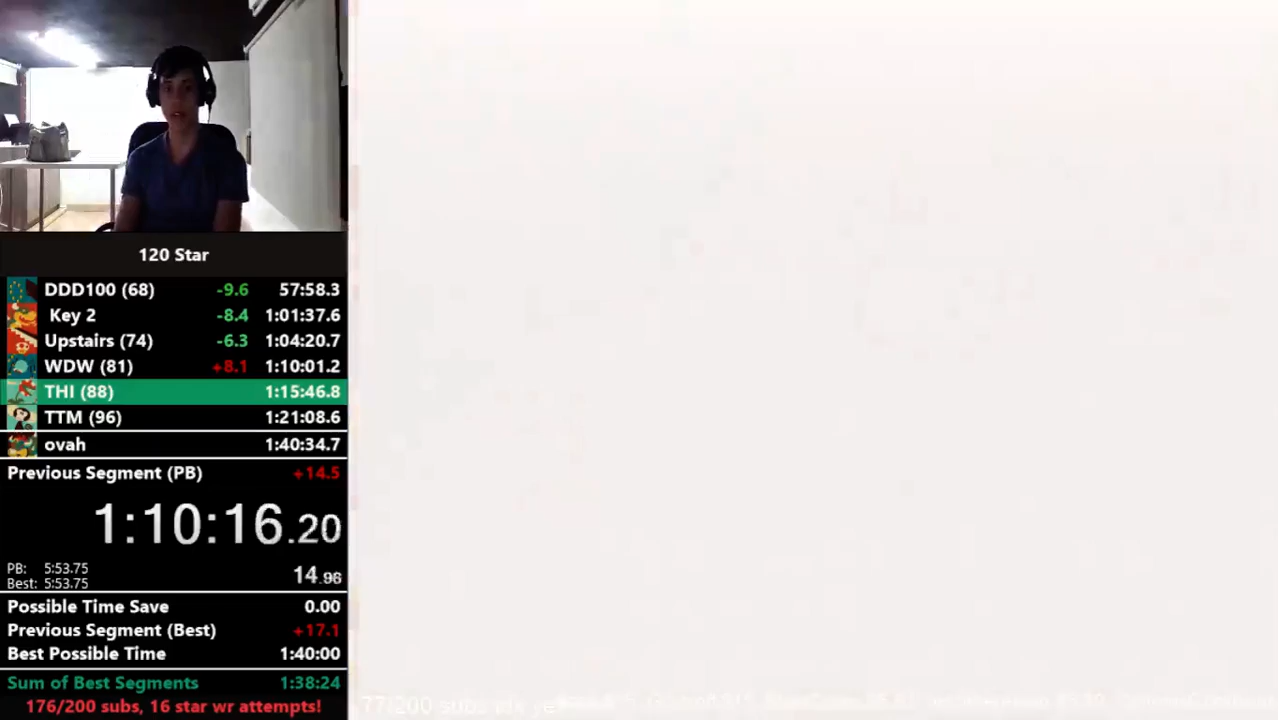 120 Star
DDD100 (68) -9.6 57:58.3
Key 2 -8.4 1:01:37.6
Upstairs (74) -6.3 1:04:20.7
WDW (81) +8.1 1:10:01.2
THI (88) 1:15:46.8
TTM (96) 1:21:08.6
ovah 1:40:34.7
Previous Segment (PB) +14.5
1:10:16.20
PB: 5:53.75
Best: 5:53.75
14.96
Possible Time Save 0.00
Previous Segment (Best) +17.1
Best Possible Time 1:40:00
Sum of Best Segments 1:38:24
176/200 subs, 16 star wr attempts!
77/200 subs